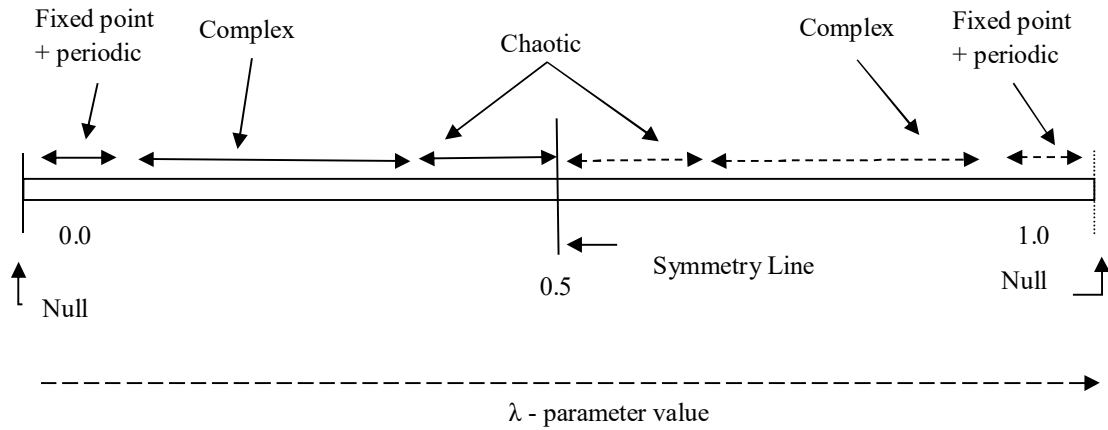 Fixed point
+ periodic
Complex
Chaotic
Complex
Fixed point
+ periodic
0.0
1.0
0.5
Symmetry Line
Null
Null
λ - parameter value